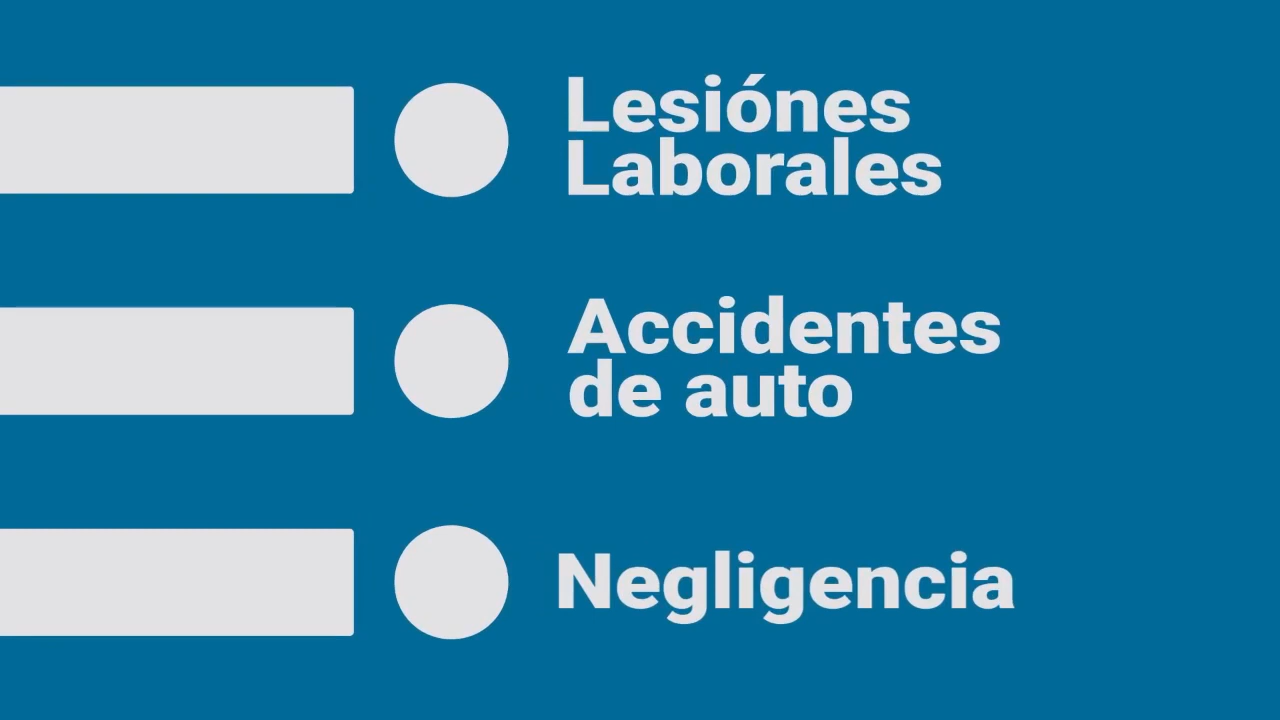 Lesiónes
Laborales
Accidentes
de auto
Negligencia